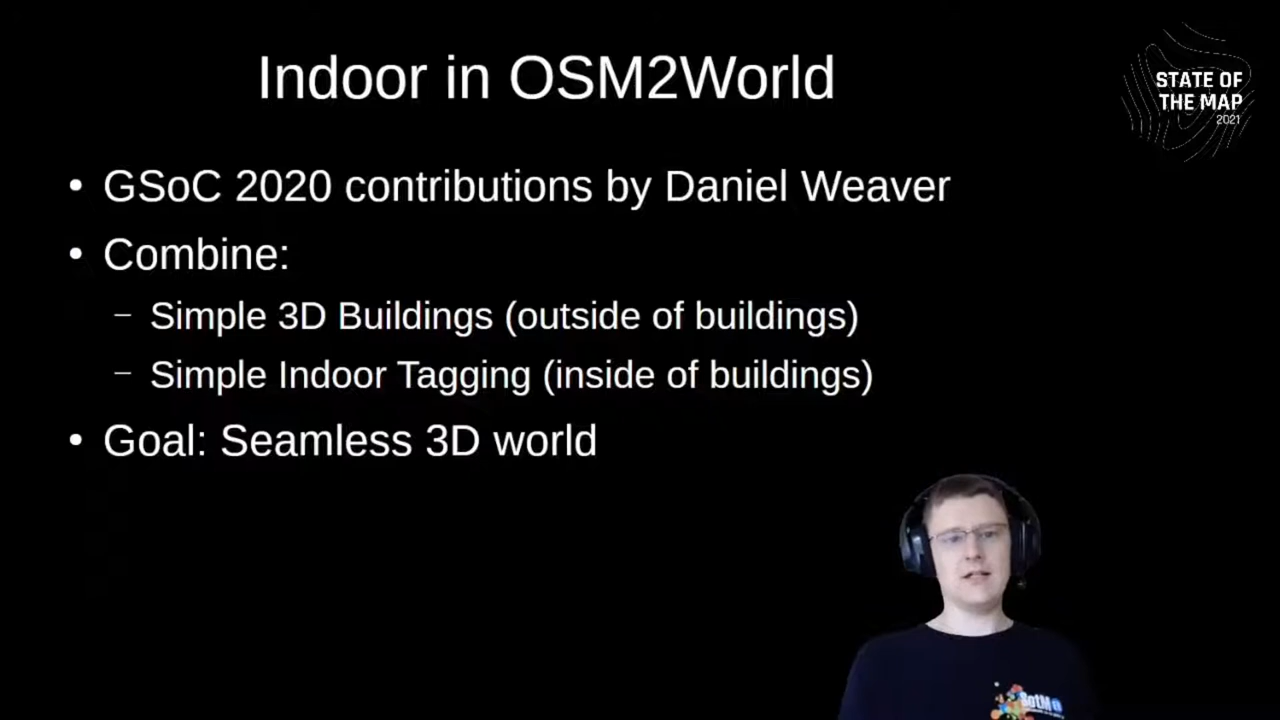 Indoor in OSM2World
STATE OF
THE MAP
2021
• GSoC 2020 contributions by Daniel Weaver
• Combine:
– Simple 3D Buildings (outside of buildings)
– Simple Indoor Tagging (inside of buildings)
• Goal: Seamless 3D world
SotM